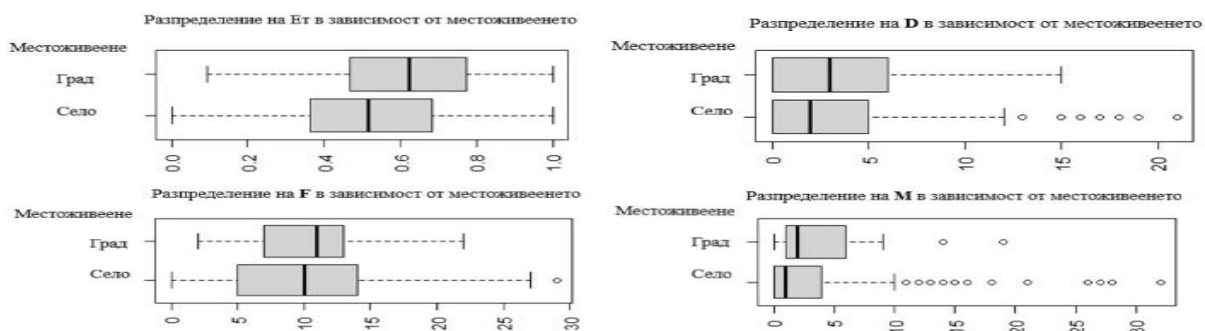 Разпределение на Ет в зависимост от местоживеенето
Местоживеене
Град
Село
0.0 0.2 0.4 0.6 0.8 1.0
Разпределение на D в зависимост от местоживеенето
Местоживеене
Град
Село
0 5 10 15 20
Разпределение на F в зависимост от местоживеенето
Местоживеене
Град
Село
0 5 10 15 20 25 30
Разпределение на M в зависимост от местоживеенето
Местоживеене
Град
Село
0 5 10 15 20 25 30